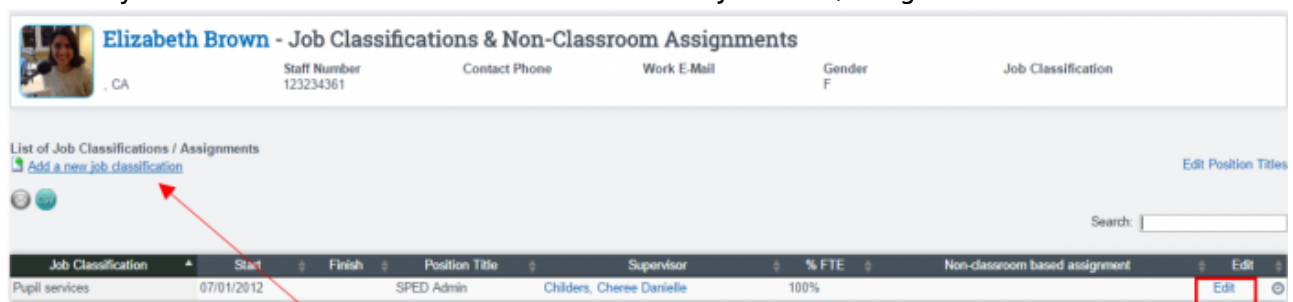 Elizabeth Brown - Job Classifications & Non-Classroom Assignments
Staff Number Contact Phone Work E-Mail Gender Job Classification
, CA 123234361 F
List of Job Classifications / Assignments
Add a new job classification Edit Position Titles
CSV
Search:
Job Classification Start Finish Position Title Supervisor % FTE Non-classroom based assignment Edit
Pupil services 07/01/2012 SPED Admin Childers, Cheree Danielle 100% Edit